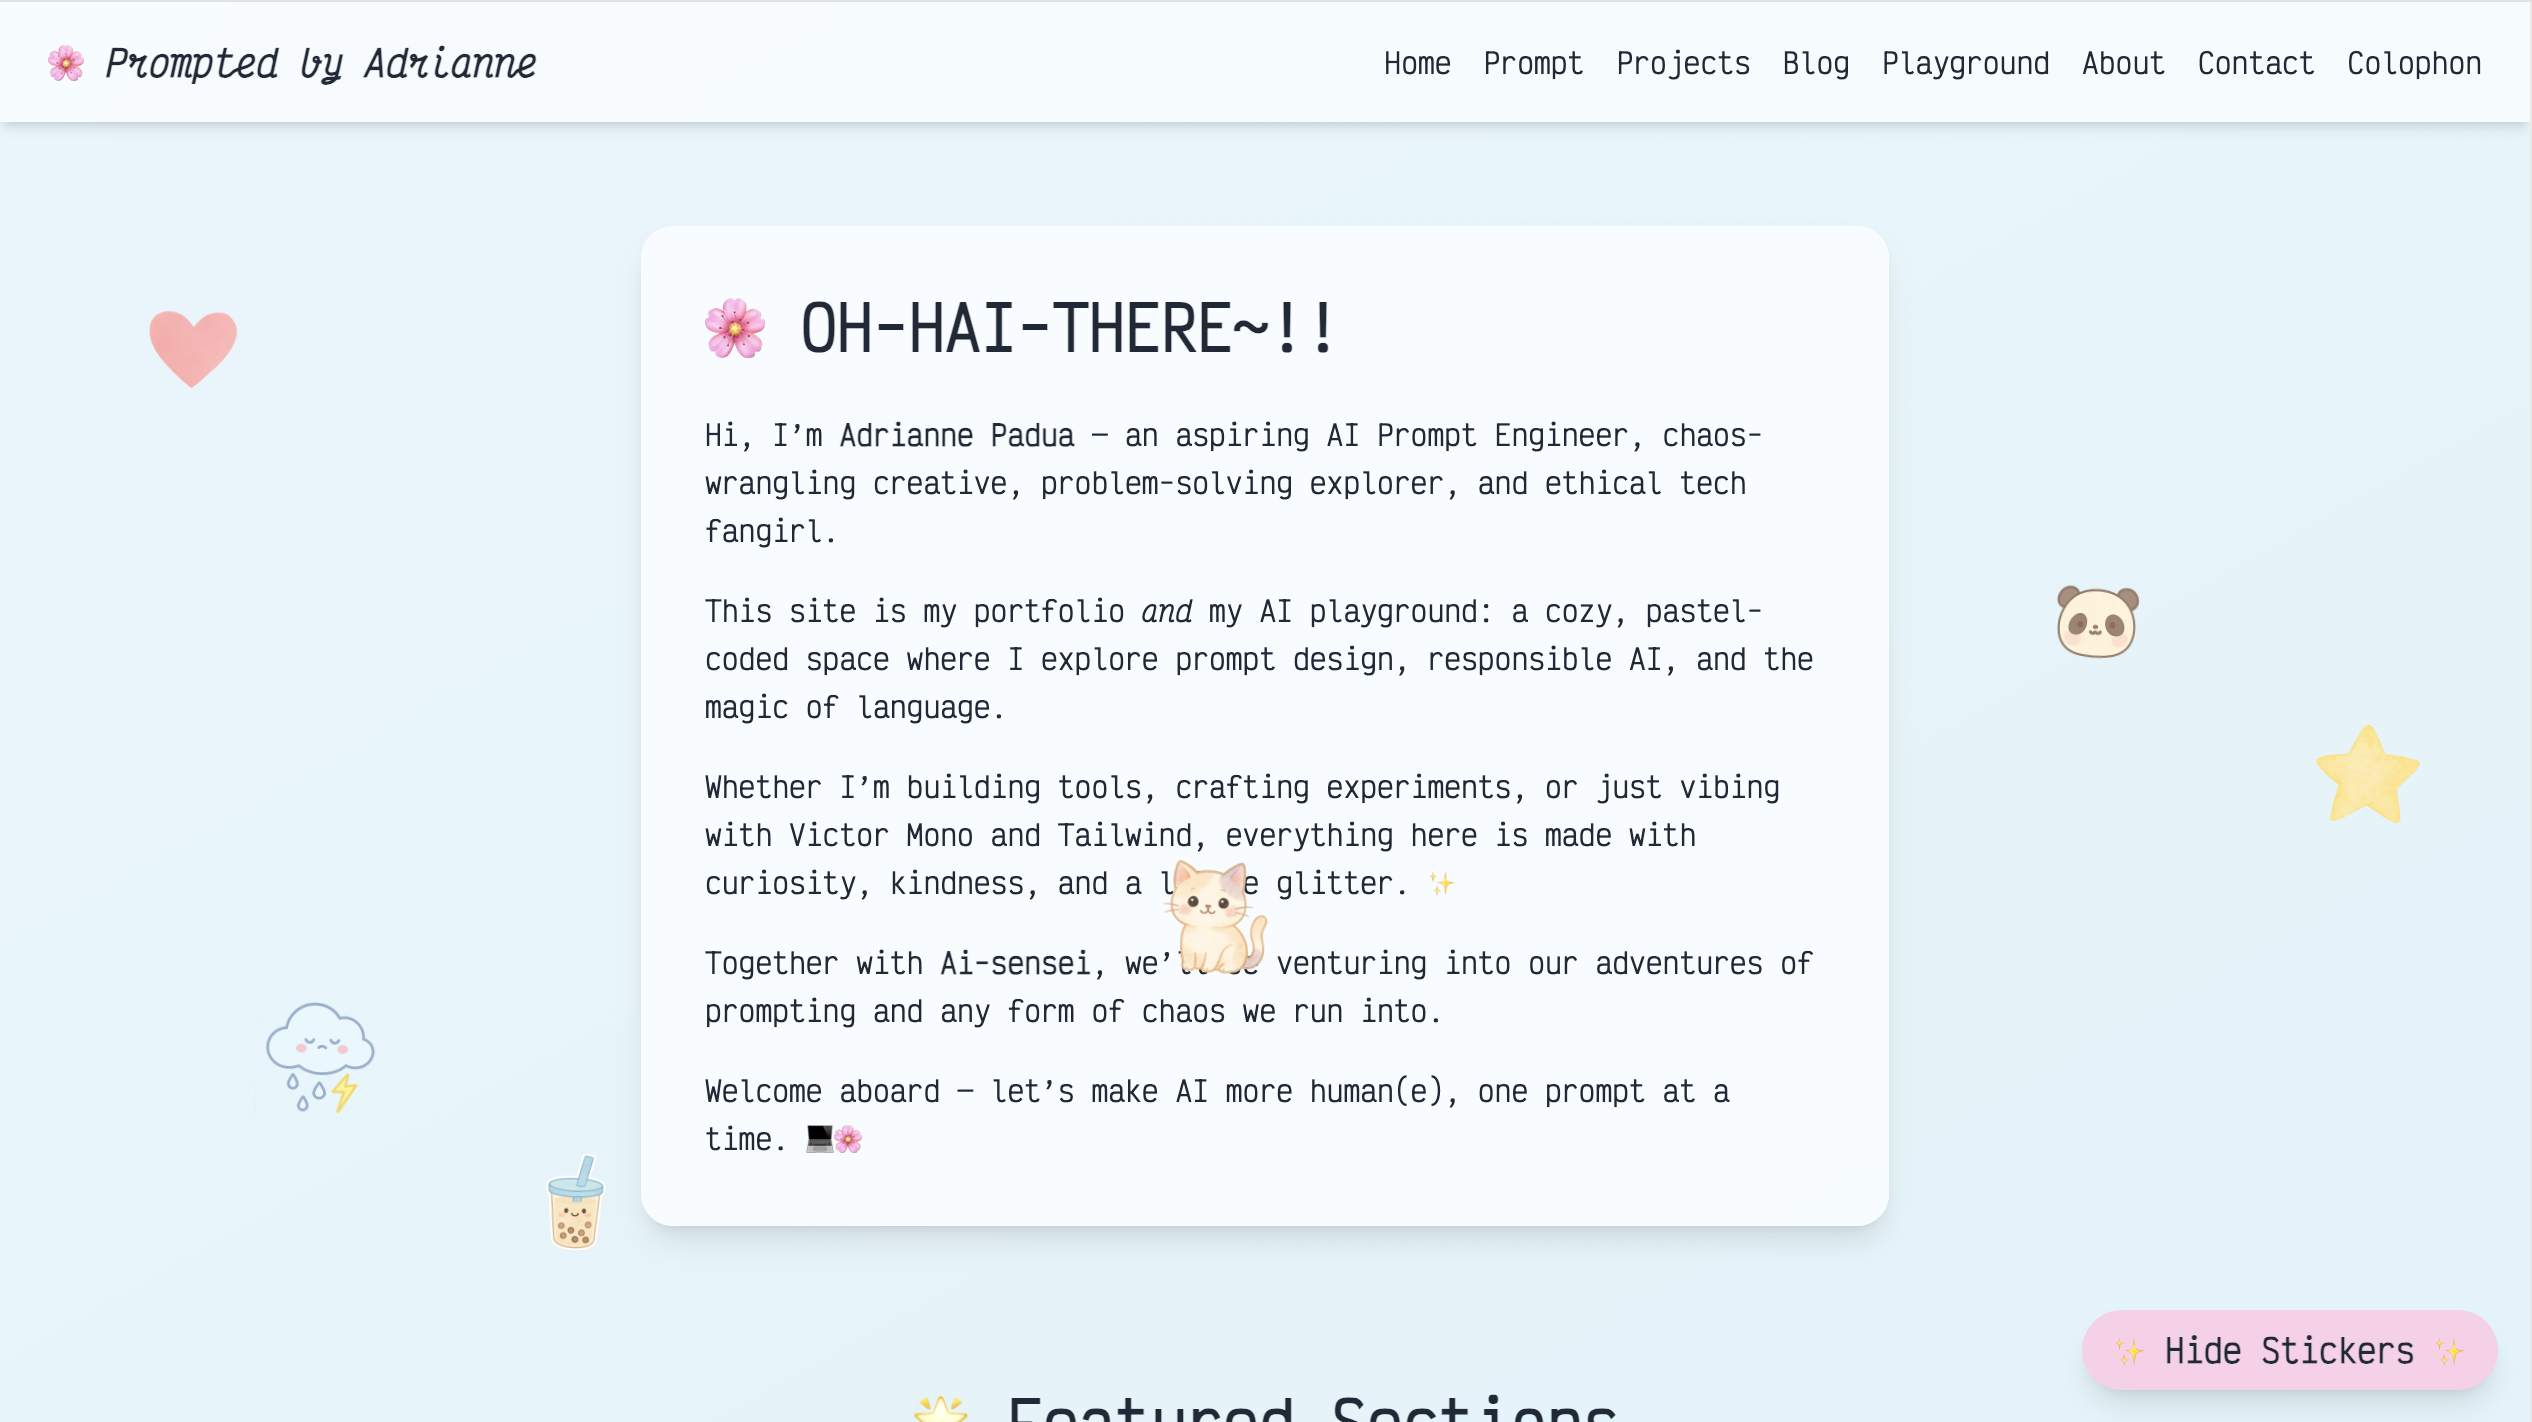 🌸 Prompted by Adrianne
Home Prompt Projects Blog Playground About Contact Colophon
🌸 OH-HAI-THERE~!!
Hi, I’m Adrianne Padua — an aspiring AI Prompt Engineer, chaos-
wrangling creative, problem-solving explorer, and ethical tech
fangirl.
This site is my portfolio and my AI playground: a cozy, pastel-
coded space where I explore prompt design, responsible AI, and the
magic of language.
Whether I’m building tools, crafting experiments, or just vibing
with Victor Mono and Tailwind, everything here is made with
curiosity, kindness, and a glitter. ✨
Together with Ai-sensei, venturing into our adventures of
prompting and any form of chaos we run into.
Welcome aboard — let’s make AI more human(e), one prompt at a
time. 💻🌸
✨ Hide Stickers ✨
🌟 Featured Sections